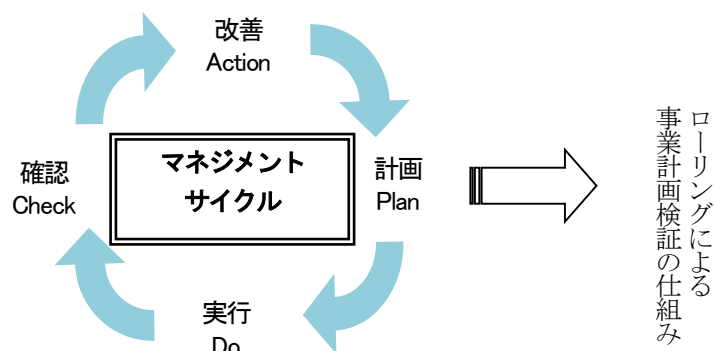 改善
Action
マネジメント
サイクル
確認
Check
計画
Plan
実行
Do
ローリングによる
事業計画検証の仕組み